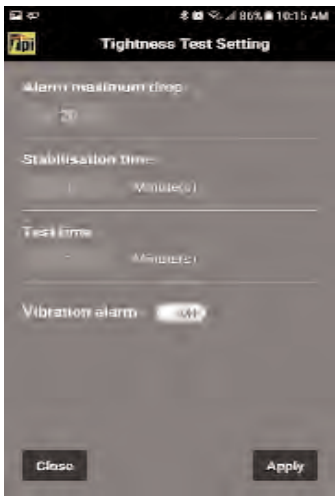 86% 10:15 AM
TPI Tightness Test Setting
Alarm maximum drop
20
Stabilisation time
Minute(s)
Test time
Minute(s)
Vibration alarm
Close Apply